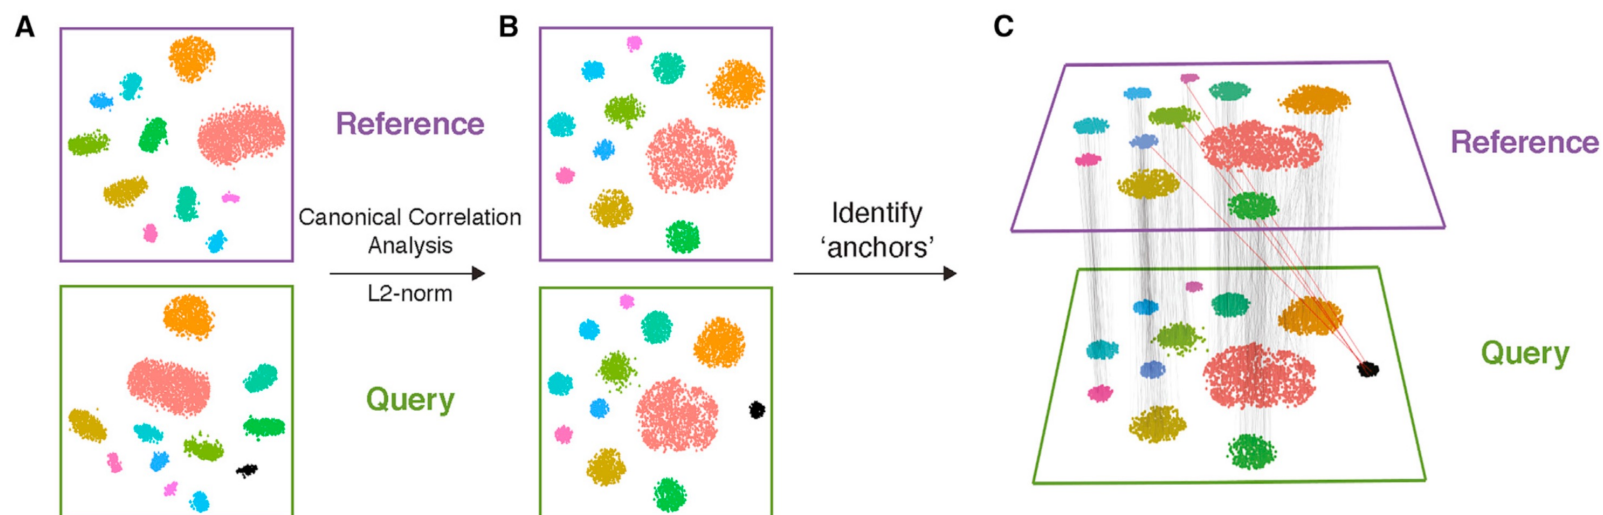 A
B
C
Reference
Canonical Correlation
Analysis
L2-norm
Query
Identify
‘anchors’
Reference
Query